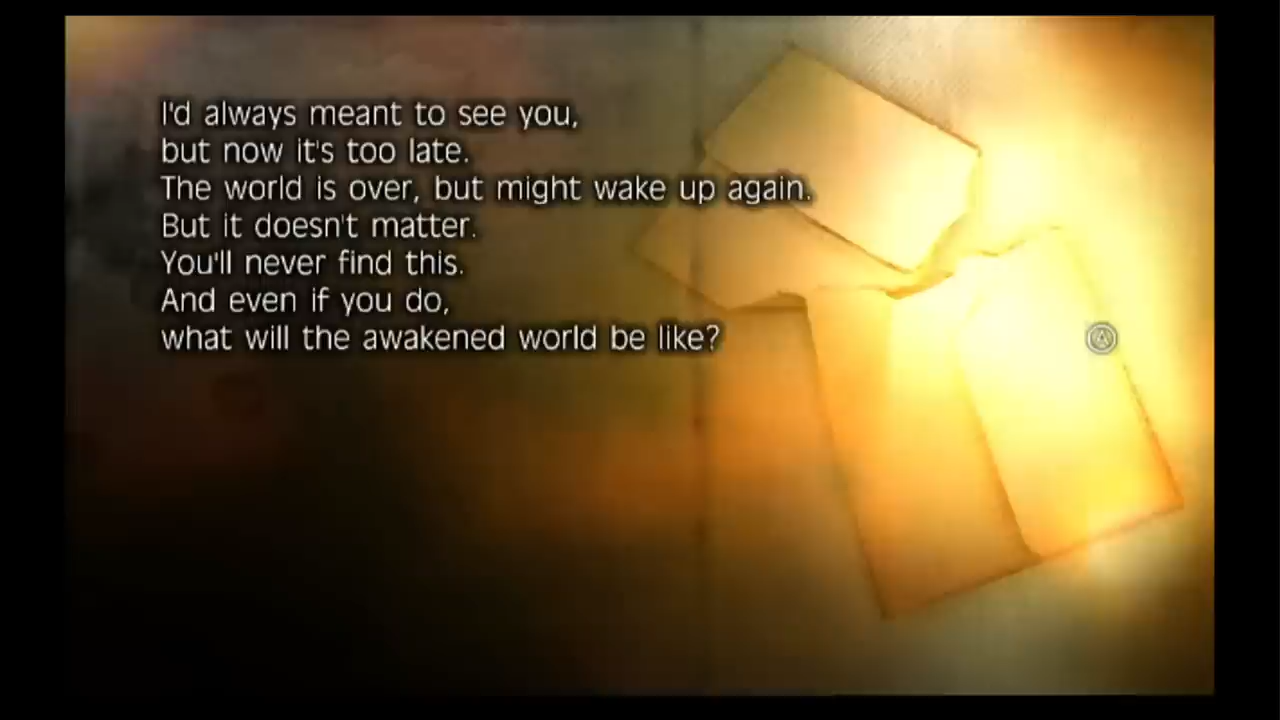 I'd always meant to see you,
but now it's too late.
The world is over, but might wake up again.
But it doesn't matter.
You'll never find this.
And even if you do,
what will the awakened world be like?
A